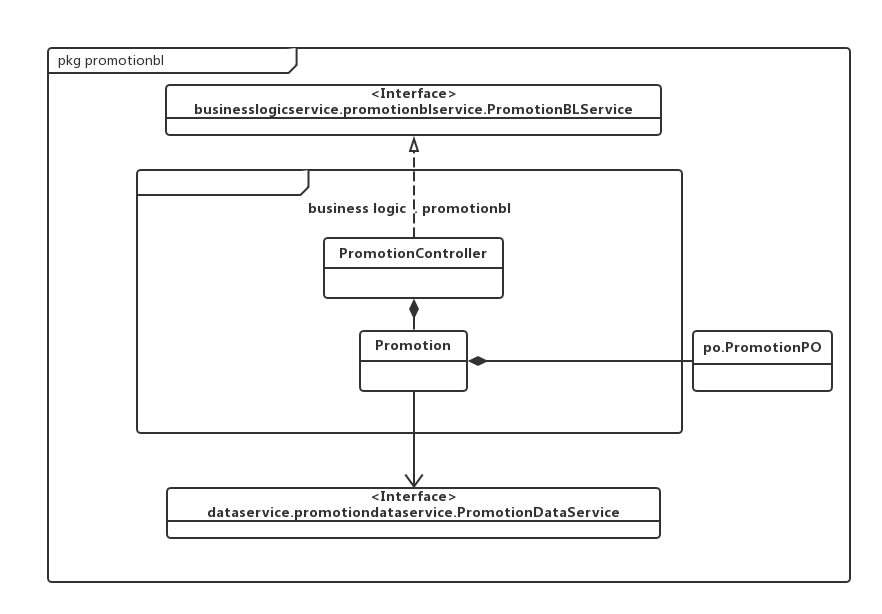 pkg promotionbl
<Interface>
businesslogicservice.promotionblservice.PromotionBLService
business logic . promotionbl
PromotionController
Promotion
po.PromotionPO
<Interface>
dataservice.promotiondataservice.PromotionDataService